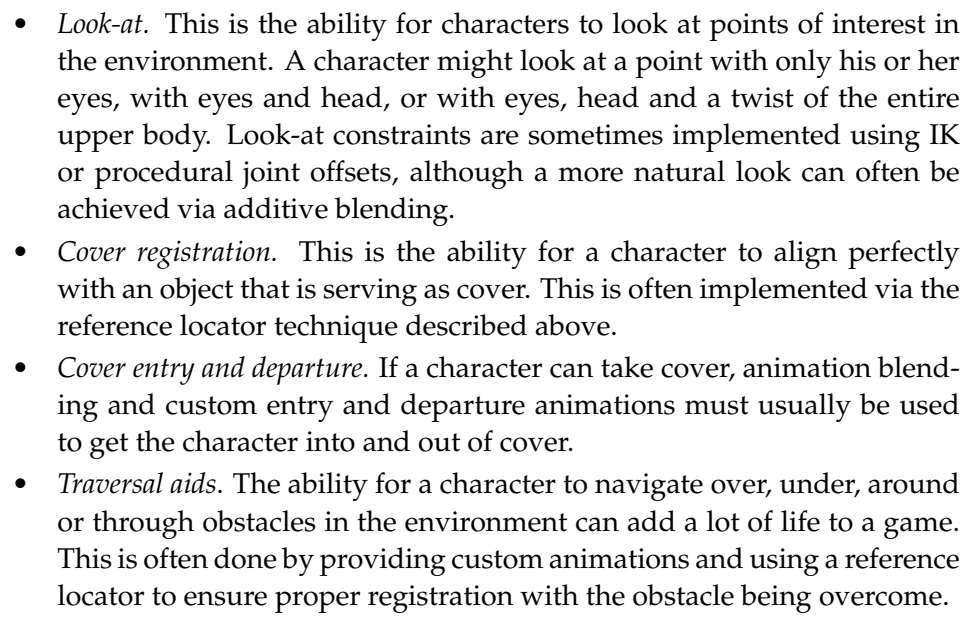 • Look-at. This is the ability for characters to look at points of interest in
the environment. A character might look at a point with only his or her
eyes, with eyes and head, or with eyes, head and a twist of the entire
upper body. Look-at constraints are sometimes implemented using IK
or procedural joint offsets, although a more natural look can often be
achieved via additive blending.
• Cover registration. This is the ability for a character to align perfectly
with an object that is serving as cover. This is often implemented via the
reference locator technique described above.
• Cover entry and departure. If a character can take cover, animation blend-
ing and custom entry and departure animations must usually be used
to get the character into and out of cover.
• Traversal aids. The ability for a character to navigate over, under, around
or through obstacles in the environment can add a lot of life to a game.
This is often done by providing custom animations and using a reference
locator to ensure proper registration with the obstacle being overcome.